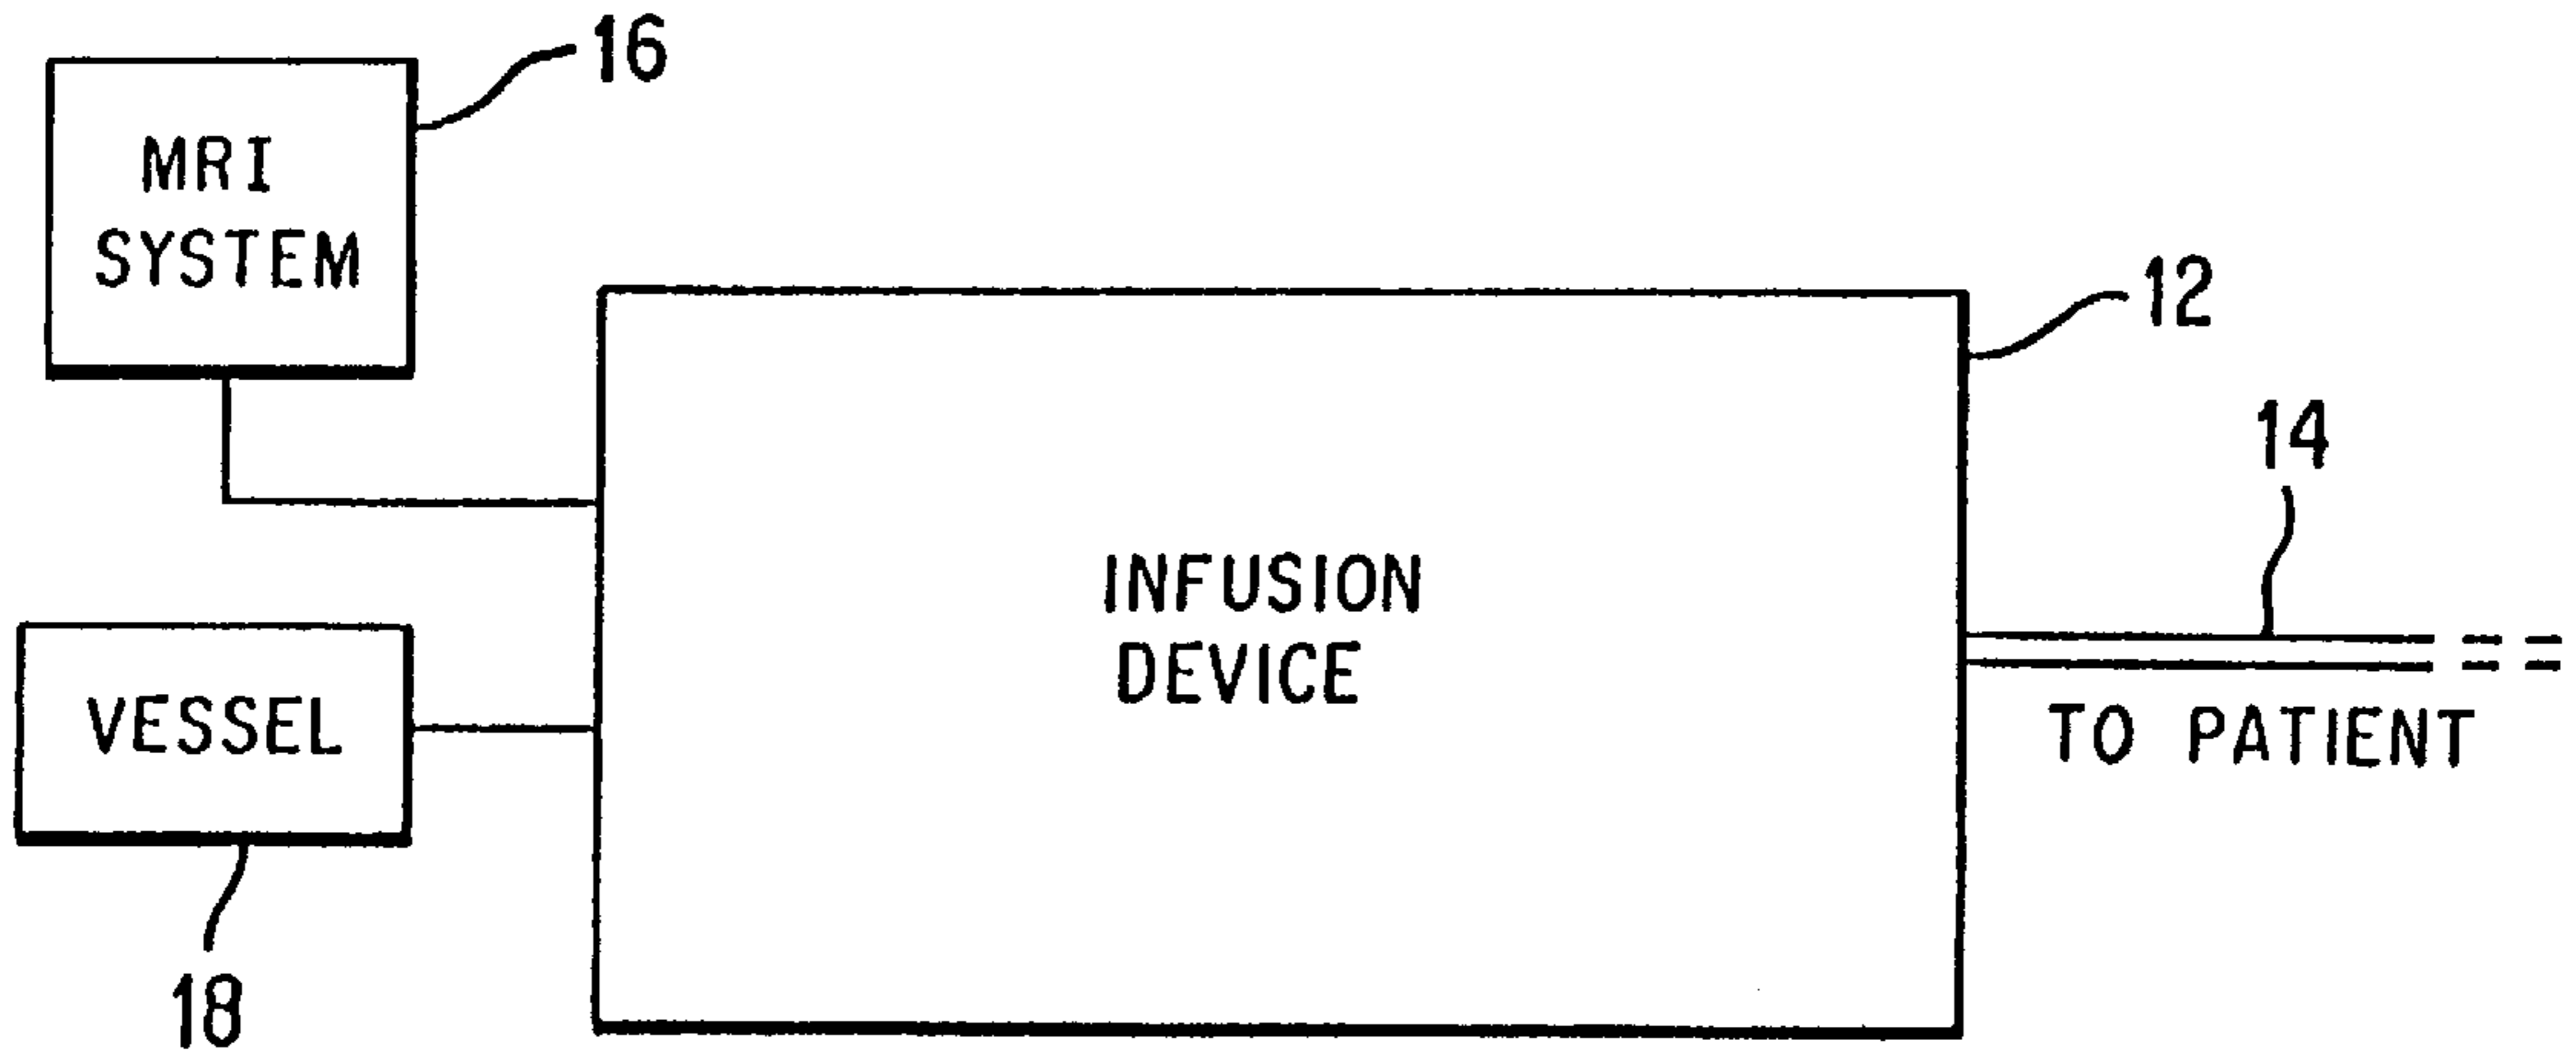 16
MRI
SYSTEM
12
14
INFUSION
DEVICE
VESSEL
TO PATIENT
18